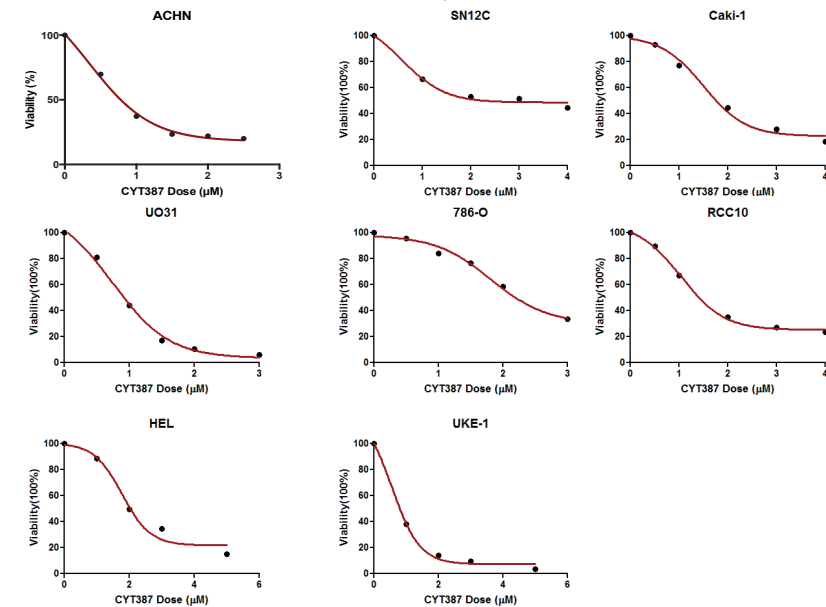 ACHN
Viability (%)
100
50
0
0 1 2 3
CYT387 Dose (µM)
SN12C
Viability(100%)
100
80
60
40
20
0
0 1 2 3 4
CYT387 Dose (µM)
Caki-1
Viability(100%)
100
80
60
40
20
0
0 1 2 3 4
CYT387 Dose (µM)
UO31
Viability(100%)
100
80
60
40
20
0
0 1 2 3
CYT387 Dose (µM)
786-O
Viability(100%)
100
80
60
40
20
0
0 1 2 3
CYT387 Dose (µM)
RCC10
Viability(100%)
100
80
60
40
20
0
0 1 2 3 4
CYT387 Dose (µM)
HEL
Viability(100%)
100
80
60
40
20
0
0 2 4 6
CYT387 Dose (µM)
UKE-1
Viability(100%)
100
80
60
40
20
0
0 2 4 6
CYT387 Dose (µM)